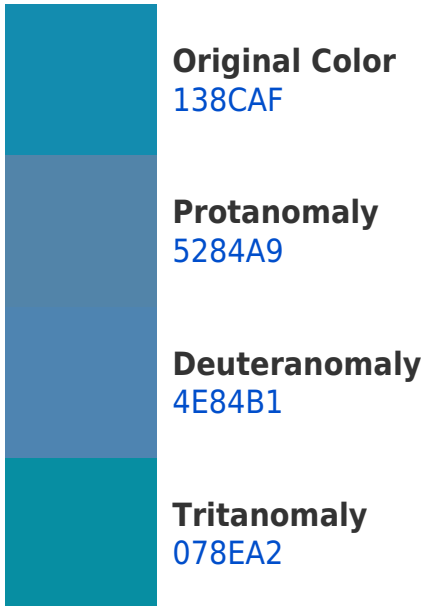 Original Color
138CAF
Protanomaly
5284A9
Deuteranomaly
4E84B1
Tritanomaly
078EA2